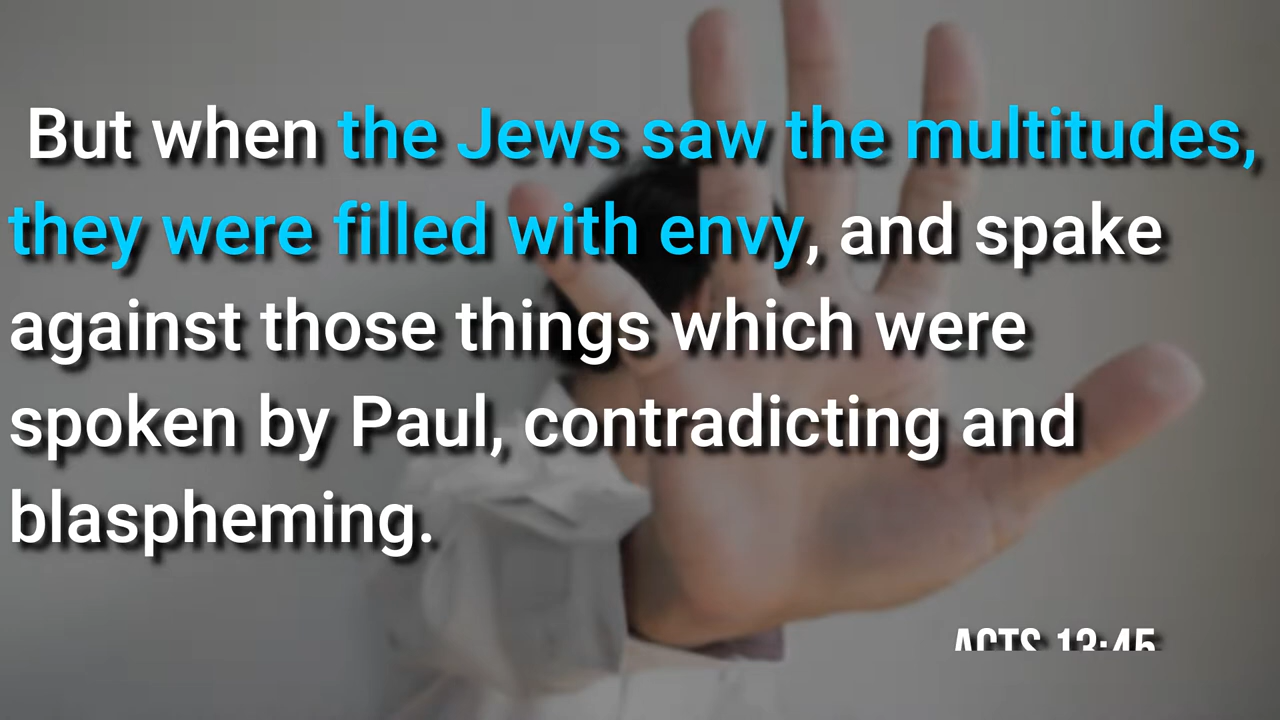 But when the Jews saw the multitudes,
they were filled with envy, and spake
against those things which were
spoken by Paul, contradicting and
blaspheming.
ACTS 13:45